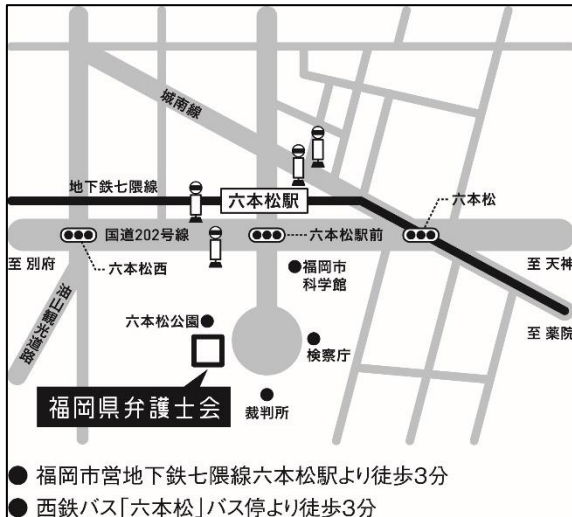 城南線
地下鉄七隈線
六本松駅
六本松
国道202号線
六本松駅前
至 別府
六本松西
至 天神
福岡市
科学館
油山観光道路
六本松公園
至 薬院
検察庁
福岡県弁護士会
裁判所
● 福岡市営地下鉄七隈線六本松駅より徒歩3分
● 西鉄バス「六本松」バス停より徒歩3分